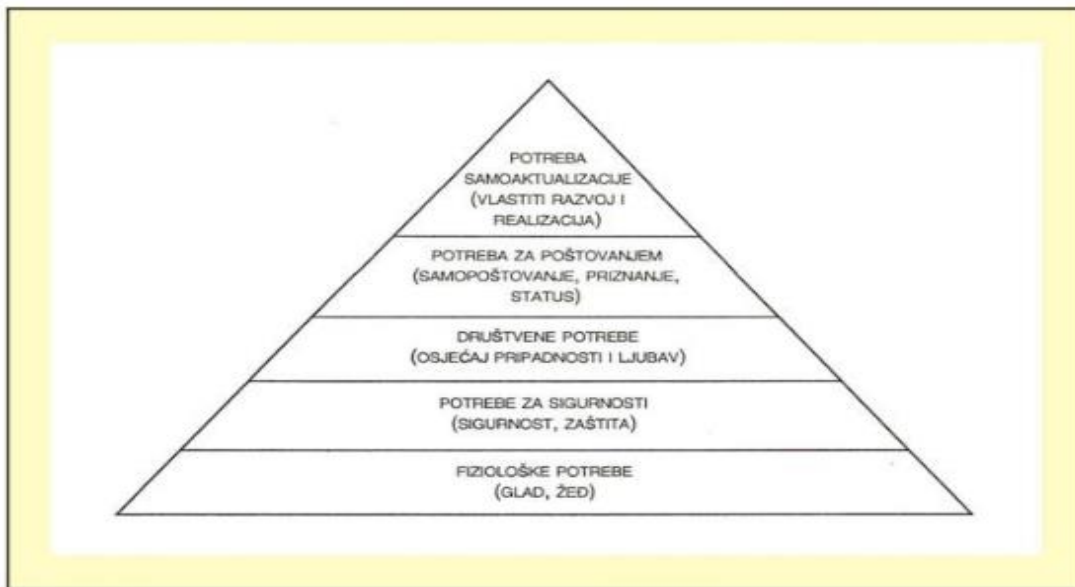 POTREBA
SAMOAKTUALIZACIJE
(VLASTITI RAZVOJ I
REALIZACIJA)
POTREBA ZA POŠTOVANJEM
(SAMOPOŠTOVANJE, PRIZNANJE,
STATUS)
DRUŠTVENE POTREBE
(OSJEĆAJ PRIPADNOSTI I LJUBAV)
POTREBE ZA SIGURNOSTI
(SIGURNOST, ZAŠTITA)
FIZIOLOŠKE POTREBE
(GLAD, ŽEĐ)